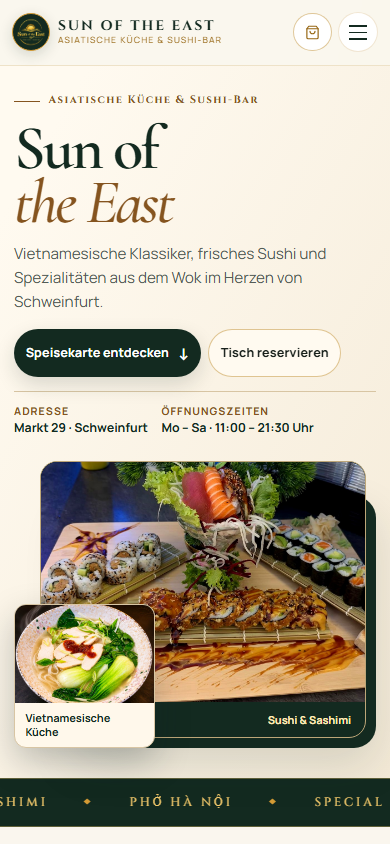 SUN OF THE EAST
ASIATISCHE KÜCHE & SUSHI-BAR
ASIATISCHE KÜCHE & SUSHI-BAR
Sun of
the East
Vietnamesische Klassiker, frisches Sushi und
Spezialitäten aus dem Wok im Herzen von
Schweinfurt.
Speisekarte entdecken ↓
Tisch reservieren
ADRESSE
Markt 29 · Schweinfurt
ÖFFNUNGSZEITEN
Mo – Sa · 11:00 – 21:30 Uhr
Vietnamesische
Küche
Sushi & Sashimi
SHIMI ◆ PHỞ HÀ NỘI ◆ SPECIAL